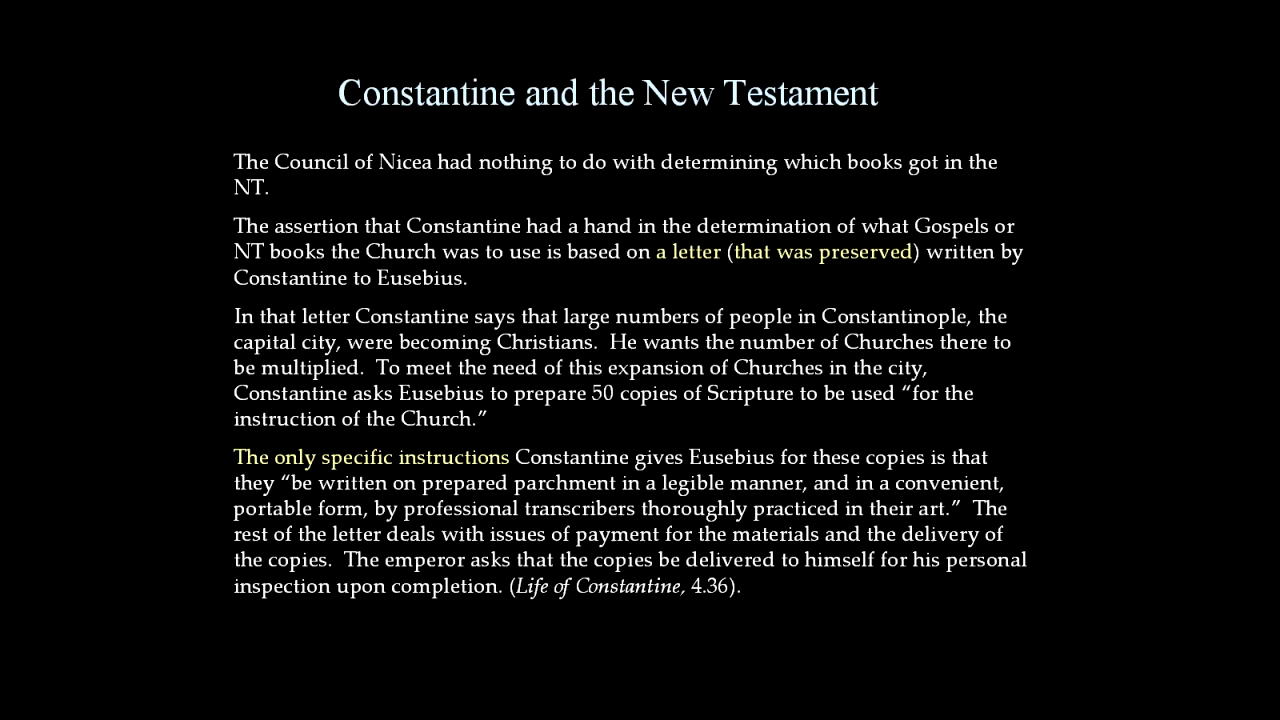 Constantine and the New Testament
The Council of Nicea had nothing to do with determining which books got in the
NT.
The assertion that Constantine had a hand in the determination of what Gospels or
NT books the Church was to use is based on a letter (that was preserved) written by
Constantine to Eusebius.
In that letter Constantine says that large numbers of people in Constantinople, the
capital city, were becoming Christians.  He wants the number of Churches there to
be multiplied.  To meet the need of this expansion of Churches in the city,
Constantine asks Eusebius to prepare 50 copies of Scripture to be used “for the
instruction of the Church.”
The only specific instructions Constantine gives Eusebius for these copies is that
they “be written on prepared parchment in a legible manner, and in a convenient,
portable form, by professional transcribers thoroughly practiced in their art.”  The
rest of the letter deals with issues of payment for the materials and the delivery of
the copies.  The emperor asks that the copies be delivered to himself for his personal
inspection upon completion. (Life of Constantine, 4.36).